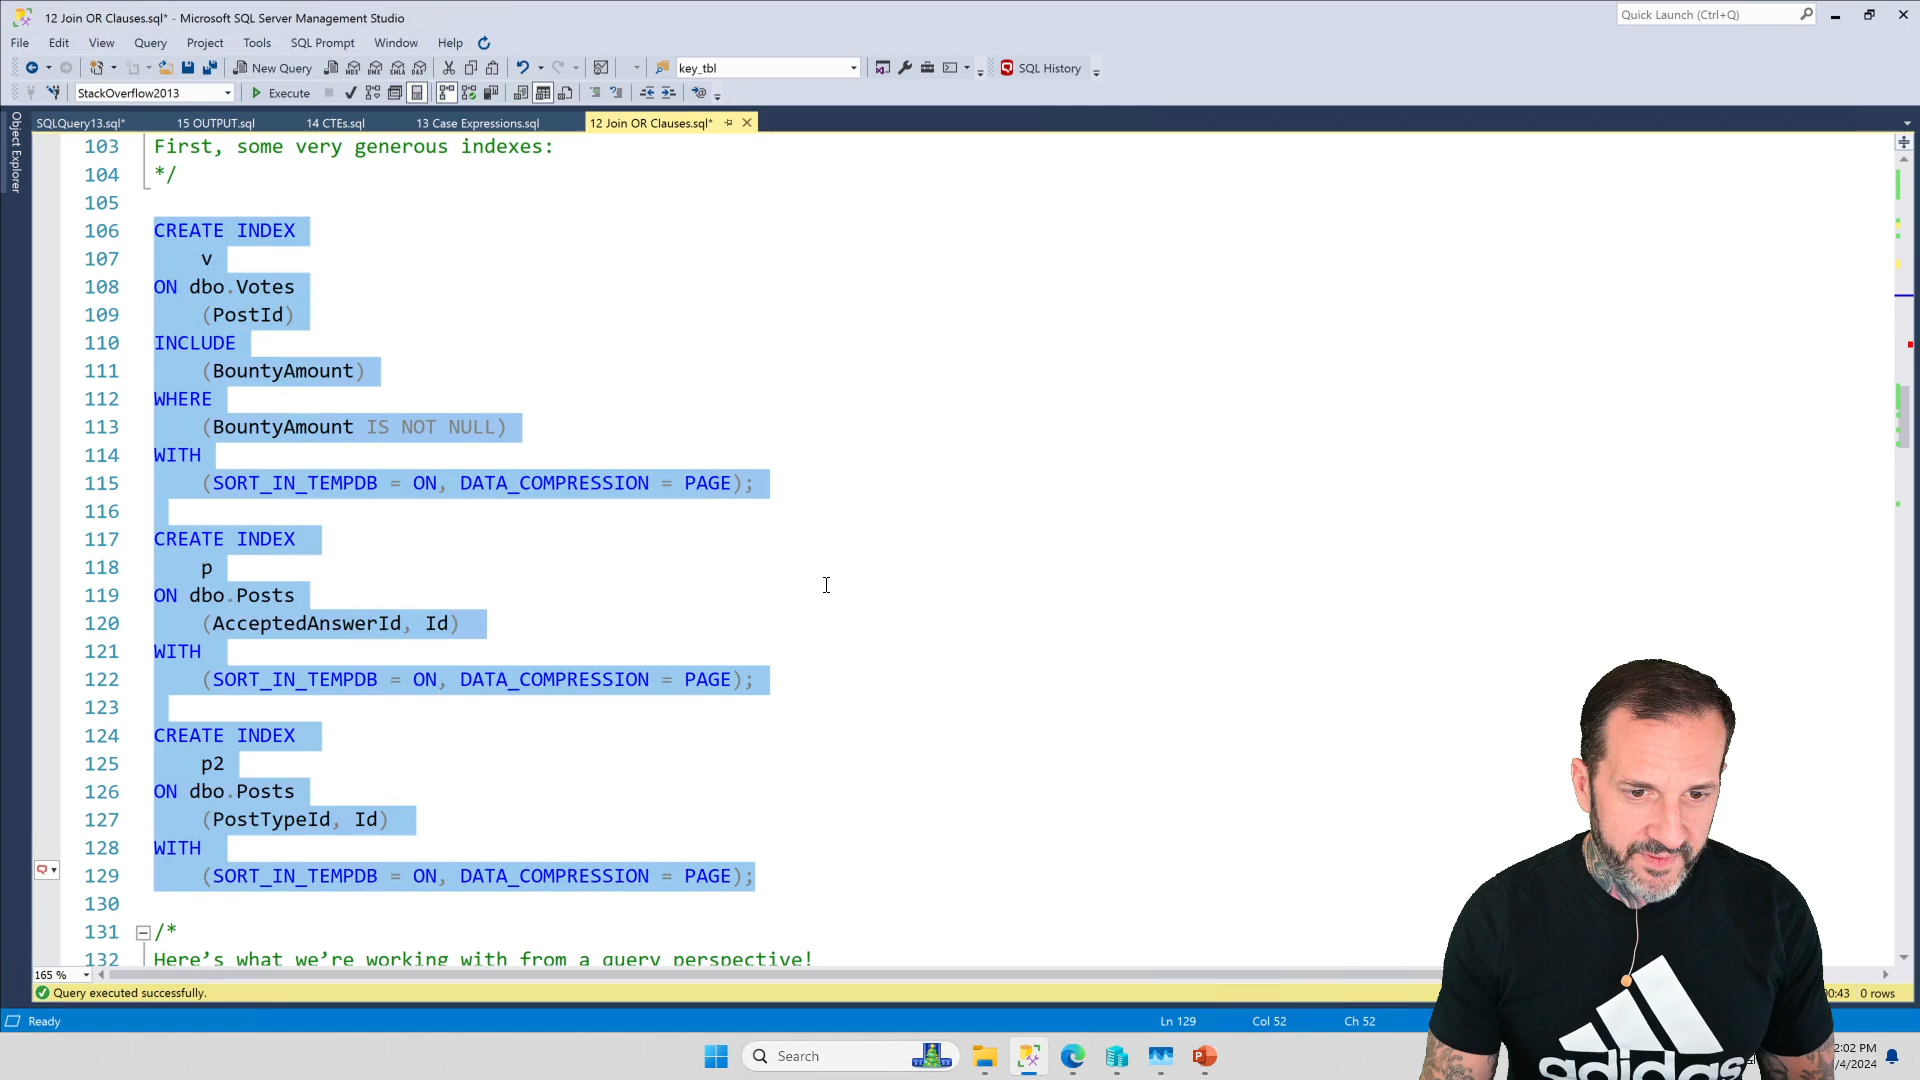 12 Join OR Clauses.sql* - Microsoft SQL Server Management Studio
Quick Launch (Ctrl+Q)
File Edit View Query Project Tools SQL Prompt Window Help
New Query
MDX DMX XMLA DAX
key_tbl
SQL History
StackOverflow2013
Execute
SQLQuery13.sql* 15 OUTPUT.sql 14 CTEs.sql 13 Case Expressions.sql 12 Join OR Clauses.sql*
Object Explorer
103 First, some very generous indexes:
104 */
105
106 CREATE INDEX
107 v
108 ON dbo.Votes
109 (PostId)
110 INCLUDE
111 (BountyAmount)
112 WHERE
113 (BountyAmount IS NOT NULL)
114 WITH
115 (SORT_IN_TEMPDB = ON, DATA_COMPRESSION = PAGE);
116
117 CREATE INDEX
118 p
119 ON dbo.Posts
120 (AcceptedAnswerId, Id)
121 WITH
122 (SORT_IN_TEMPDB = ON, DATA_COMPRESSION = PAGE);
123
124 CREATE INDEX
125 p2
126 ON dbo.Posts
127 (PostTypeId, Id)
128 WITH
129 (SORT_IN_TEMPDB = ON, DATA_COMPRESSION = PAGE);
130
131 /*
132 Here’s what we’re working with from a query perspective!
165 %
Query executed successfully.
0:43 0 rows
Ready
Ln 129 Col 52 Ch 52
Search
2:02 PM
/4/2024
adidas